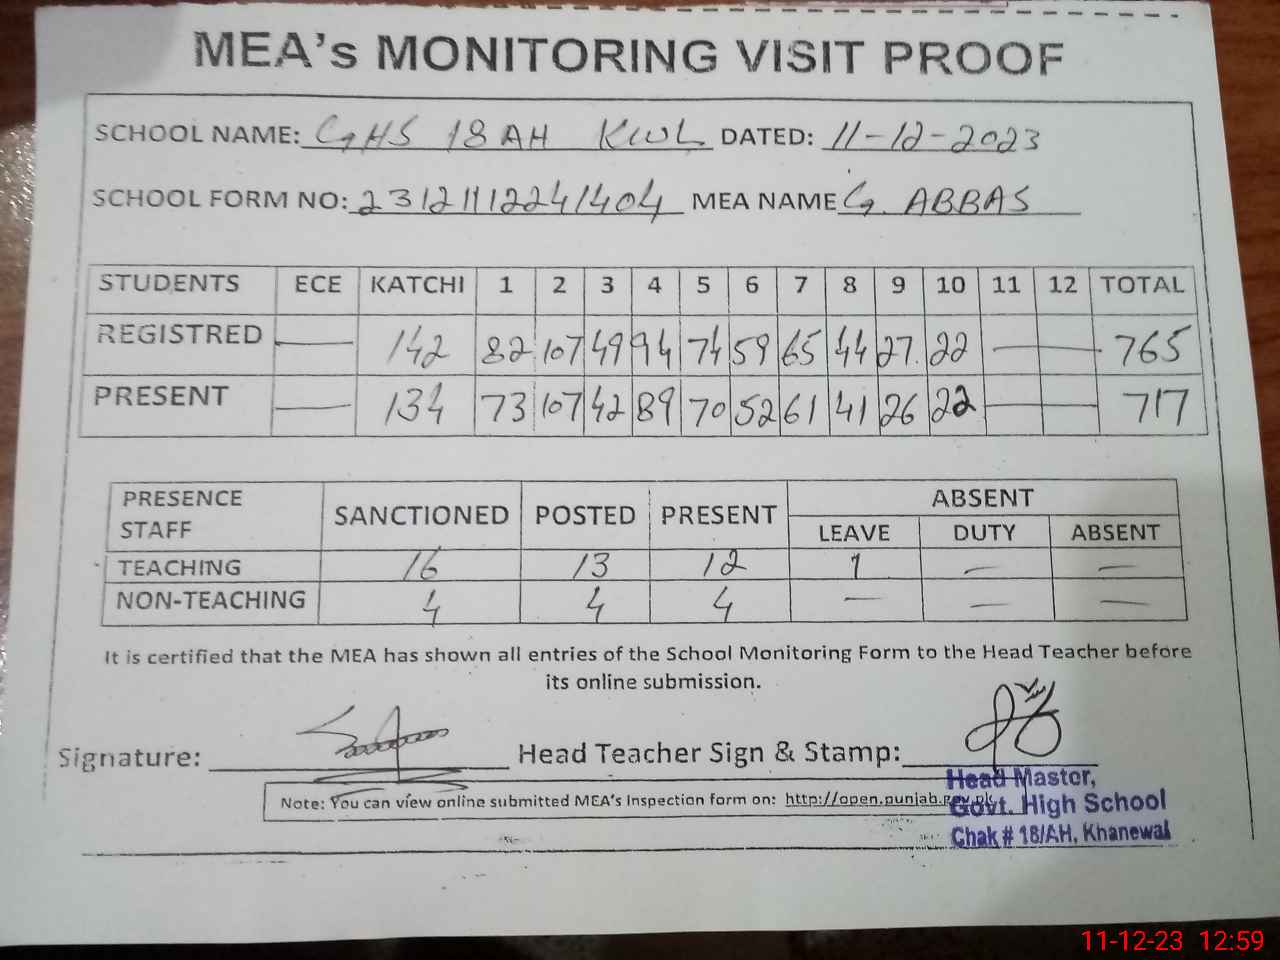 MEA's MONITORING VISIT PROOF
SCHOOL NAME: GHS 18 AH KWL DATED: 11-12-2023
SCHOOL FORM NO: 23121112241404 MEA NAME G. ABBAS
STUDENTS ECE KATCHI 1 2 3 4 5 6 7 8 9 10 11 12 TOTAL
REGISTRED — 142 82 107 49 94 74 59 65 44 27. 22 — 765
PRESENT — 134 73 107 42 89 70 52 61 41 26 22 — 717
PRESENCE STAFF SANCTIONED POSTED PRESENT ABSENT
LEAVE DUTY ABSENT
TEACHING 16 13 12 1 — —
NON-TEACHING 4 4 4 — — —
It is certified that the MEA has shown all entries of the School Monitoring Form to the Head Teacher before
its online submission.
Signature: Head Teacher Sign & Stamp:
Head Master,
Note: You can view online submitted MEA's Inspection form on: http://open.punjab.gov.pk
Govt. High School
Chak # 18/AH, Khanewal
11-12-23 12:59